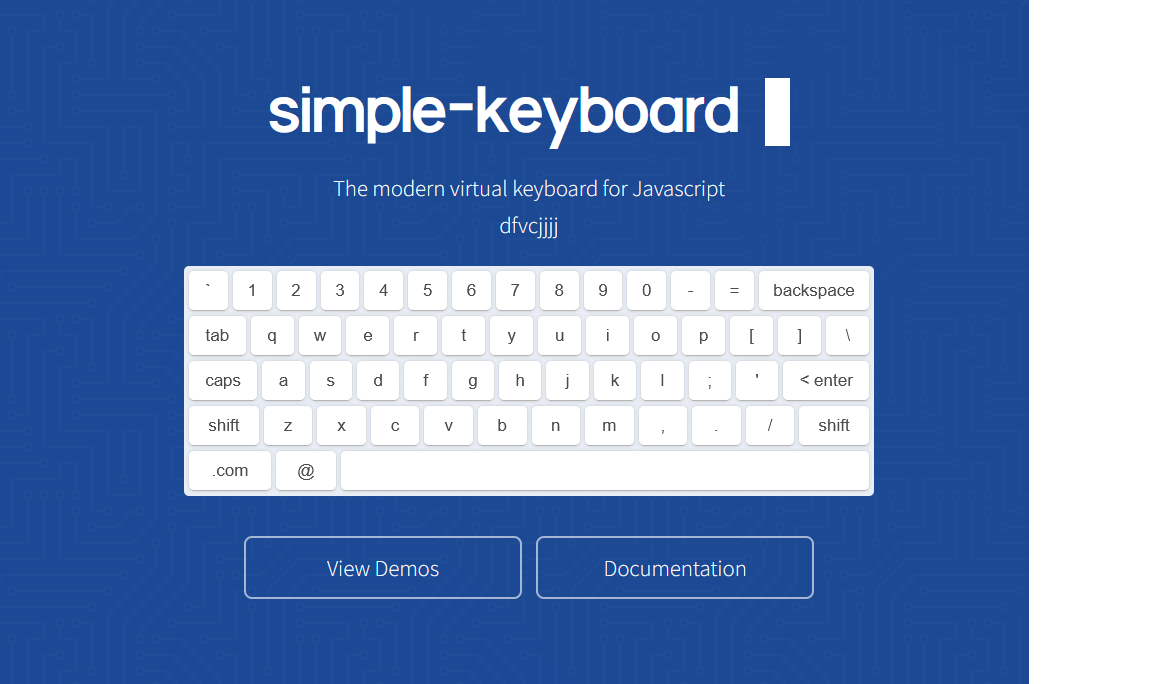 simple-keyboard
The modern virtual keyboard for Javascript
dfvcjjjj
` 1 2 3 4 5 6 7 8 9 0 - = backspace
tab q w e r t y u i o p [ ] \
caps a s d f g h j k l ; ' < enter
shift z x c v b n m , . / shift
.com @
View Demos Documentation